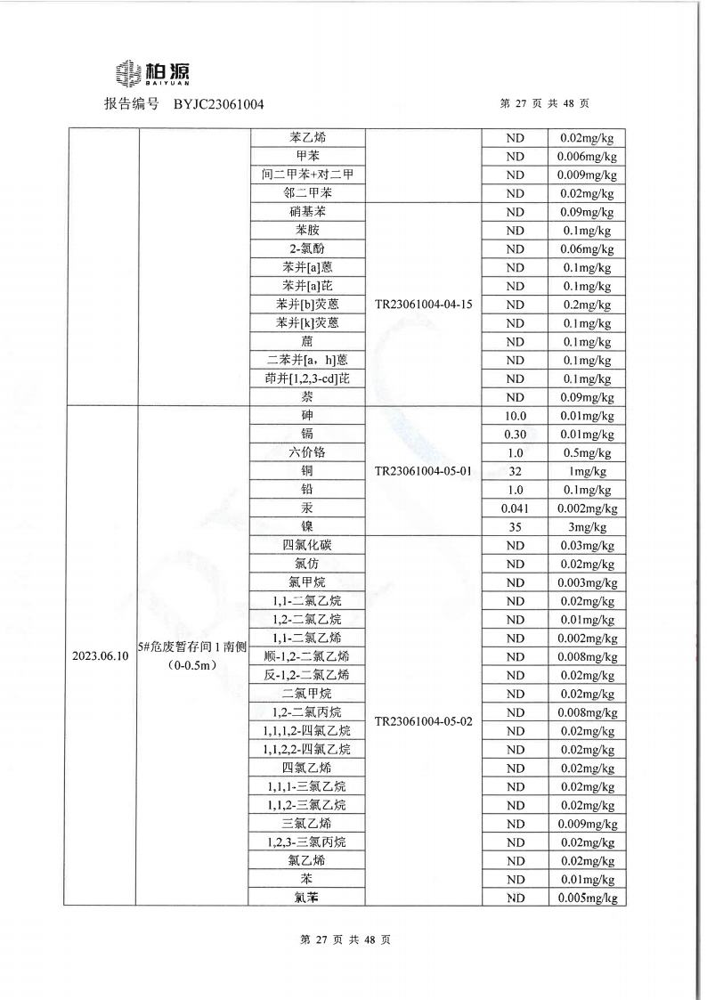 柏源
BAIYUAN
报告编号 BYJC23061004 第 27 页 共 48 页
苯乙烯 ND 0.02mg/kg
甲苯 ND 0.006mg/kg
间二甲苯+对二甲 ND 0.009mg/kg
邻二甲苯 ND 0.02mg/kg
硝基苯 ND 0.09mg/kg
苯胺 ND 0.1mg/kg
2-氯酚 ND 0.06mg/kg
苯并[a]蒽 ND 0.1mg/kg
苯并[a]芘 ND 0.1mg/kg
苯并[b]荧蒽 TR23061004-04-15 ND 0.2mg/kg
苯并[k]荧蒽 ND 0.1mg/kg
䓛 ND 0.1mg/kg
二苯并[a，h]蒽 ND 0.1mg/kg
茚并[1,2,3-cd]芘 ND 0.1mg/kg
萘 ND 0.09mg/kg
砷 10.0 0.01mg/kg
镉 0.30 0.01mg/kg
六价铬 1.0 0.5mg/kg
铜 TR23061004-05-01 32 1mg/kg
铅 1.0 0.1mg/kg
汞 0.041 0.002mg/kg
镍 35 3mg/kg
四氯化碳 ND 0.03mg/kg
氯仿 ND 0.02mg/kg
氯甲烷 ND 0.003mg/kg
1,1-二氯乙烷 ND 0.02mg/kg
1,2-二氯乙烷 ND 0.01mg/kg
1,1-二氯乙烯 ND 0.002mg/kg
2023.06.10 5#危废暂存间 1 南侧 顺-1,2-二氯乙烯 ND 0.008mg/kg
（0-0.5m） 反-1,2-二氯乙烯 ND 0.02mg/kg
二氯甲烷 ND 0.02mg/kg
1,2-二氯丙烷 ND 0.008mg/kg
TR23061004-05-02
1,1,1,2-四氯乙烷 ND 0.02mg/kg
1,1,2,2-四氯乙烷 ND 0.02mg/kg
四氯乙烯 ND 0.02mg/kg
1,1,1-三氯乙烷 ND 0.02mg/kg
1,1,2-三氯乙烷 ND 0.02mg/kg
三氯乙烯 ND 0.009mg/kg
1,2,3-三氯丙烷 ND 0.02mg/kg
氯乙烯 ND 0.02mg/kg
苯 ND 0.01mg/kg
氯苯 ND 0.005mg/kg
第 27 页 共 48 页